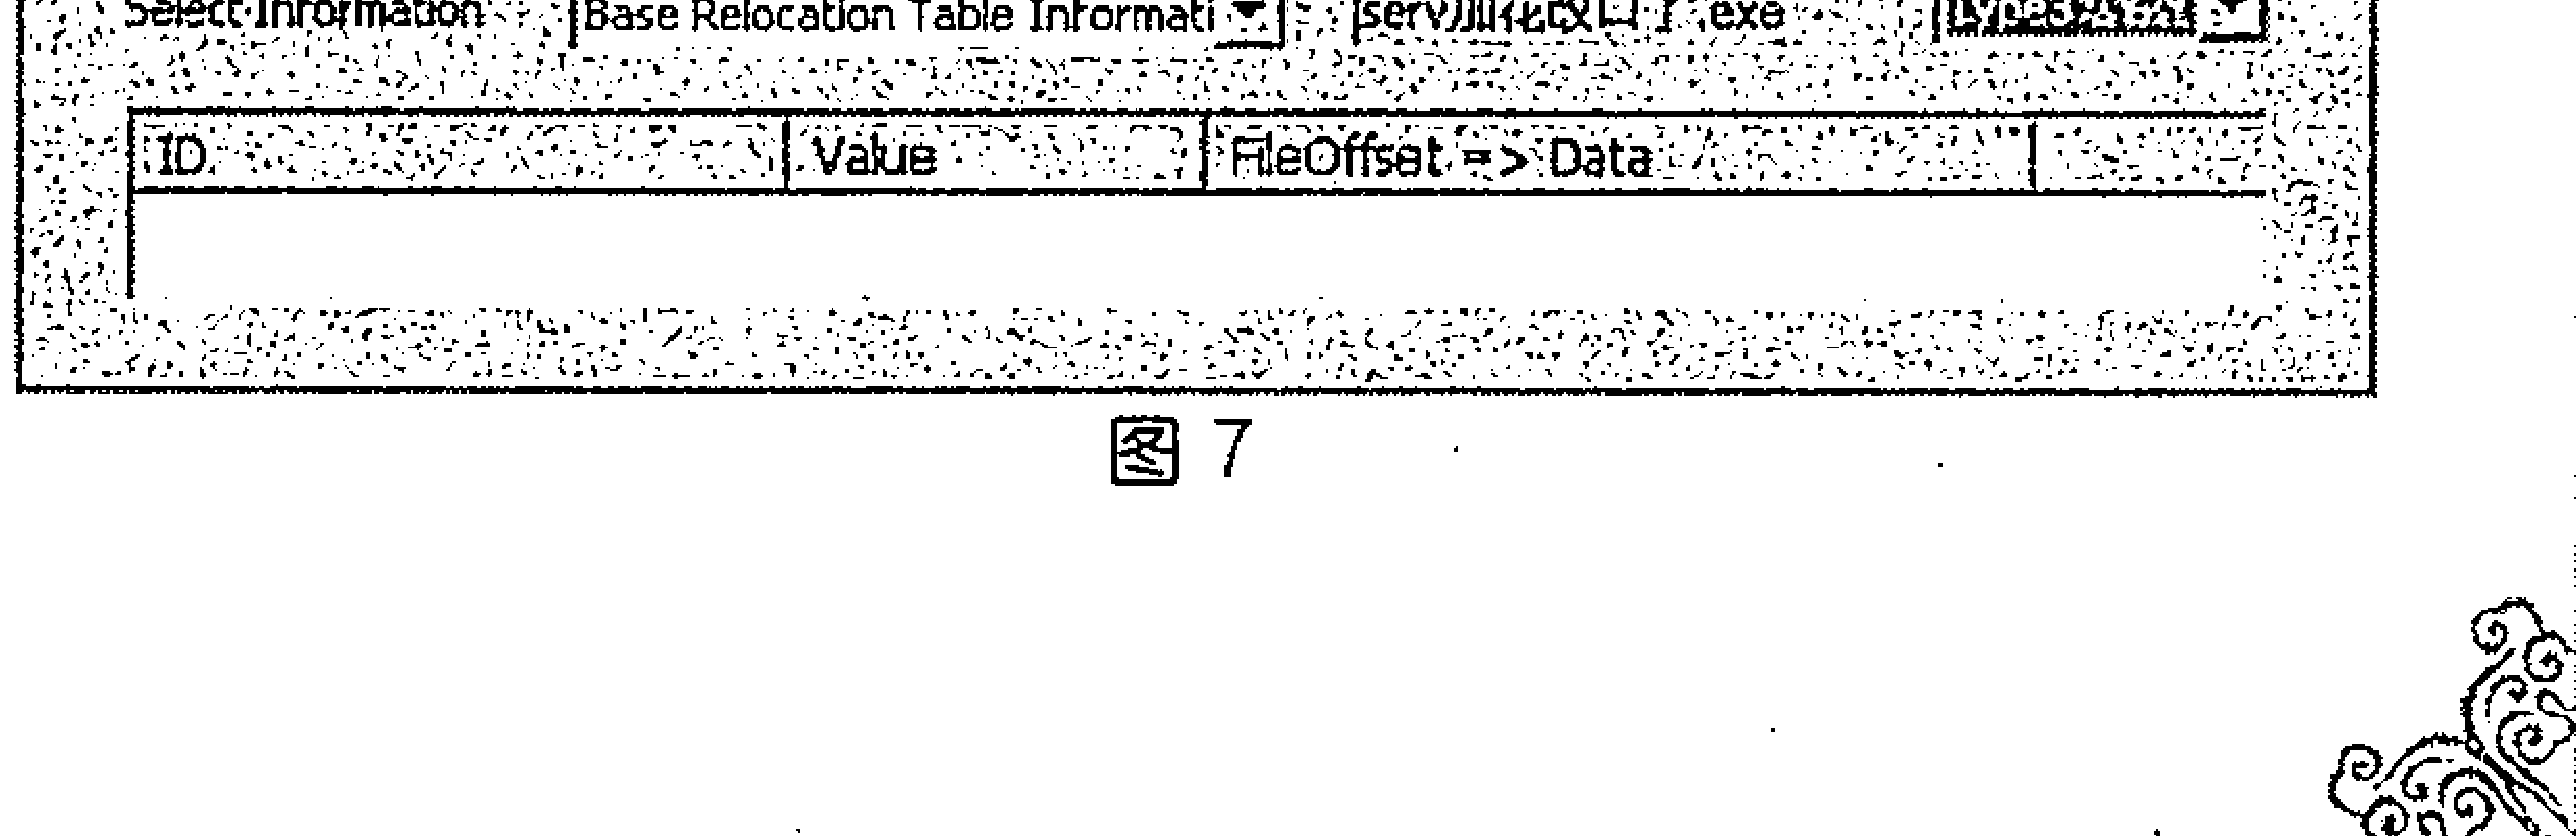 Select Information Base Relocation Table Informati .exe
ID Value FileOffset => Data
图 7